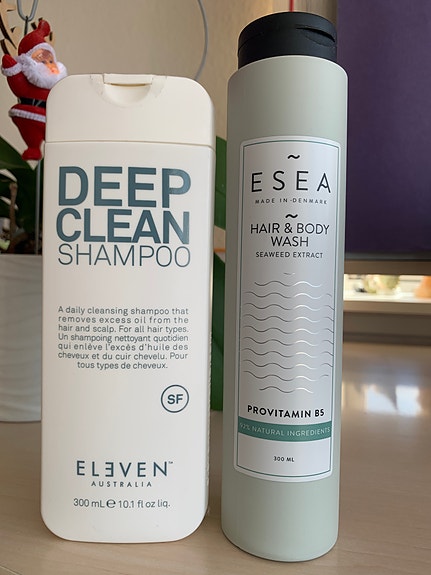 DEEP
CLEAN
SHAMPOO
A daily cleansing shampoo that
removes excess oil from the
hair and scalp. For all hair types.
Un shampoing nettoyant quotidien
qui enlève l'excès d'huile des
cheveux et du cuir chevelu. Pour
tous types de cheveux.
SF
ELEVEN™
AUSTRALIA
300 mL ℮ 10.1 fl oz liq.
~
ESEA
MADE IN · DENMARK
~
HAIR & BODY
WASH
SEAWEED EXTRACT
PROVITAMIN B5
92% NATURAL INGREDIENTS
300 ML